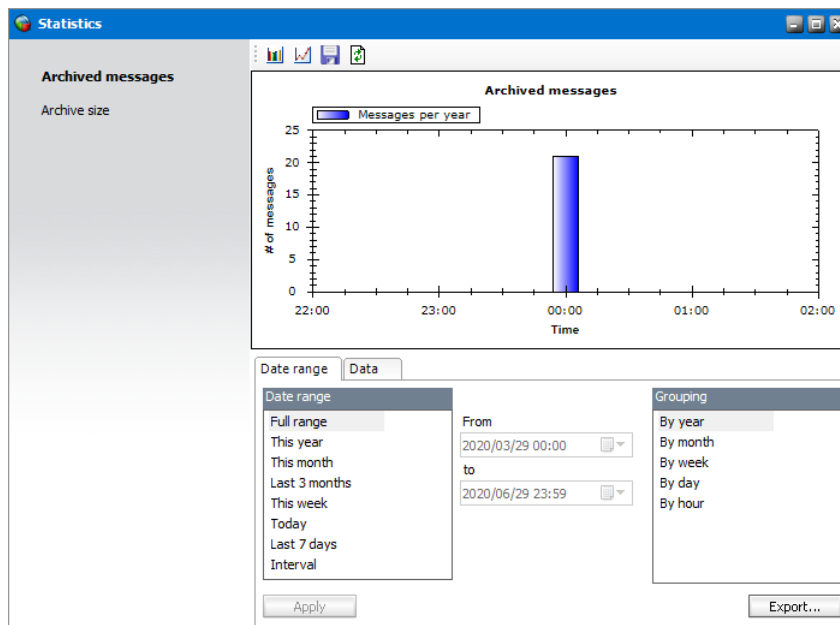 Statistics
Archived messages
Archive size
Archived messages
Messages per year
# of messages
25
20
15
10
5
0
22:00 23:00 00:00 01:00 02:00
Time
Date range Data
Date range
Full range
This year
This month
Last 3 months
This week
Today
Last 7 days
Interval
From
2020/03/29 00:00
to
2020/06/29 23:59
Grouping
By year
By month
By week
By day
By hour
Apply
Export...